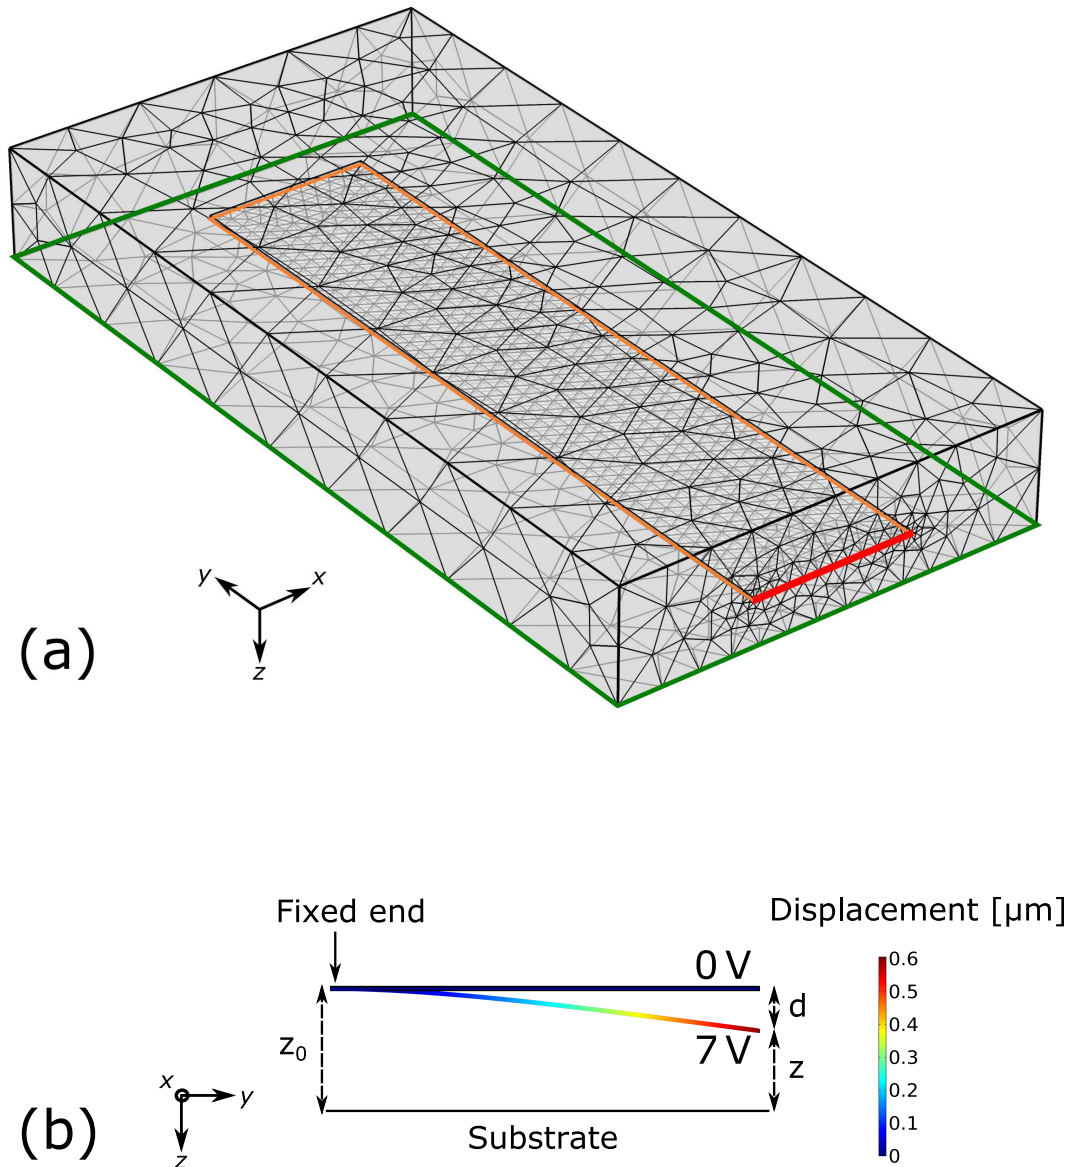 y
x
z
(a)
Fixed end
Displacement [μm]
0 V
0.6
0.5
d
0.4
7 V
z₀
z
0.3
0.2
x
y
0.1
(b)
Substrate
z
0